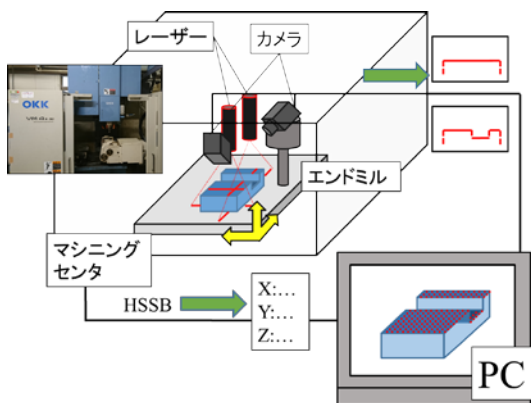 レーザー
カメラ
OKK
エンドミル
マシニング
センタ
HSSB
X:…
Y:…
Z:…
PC